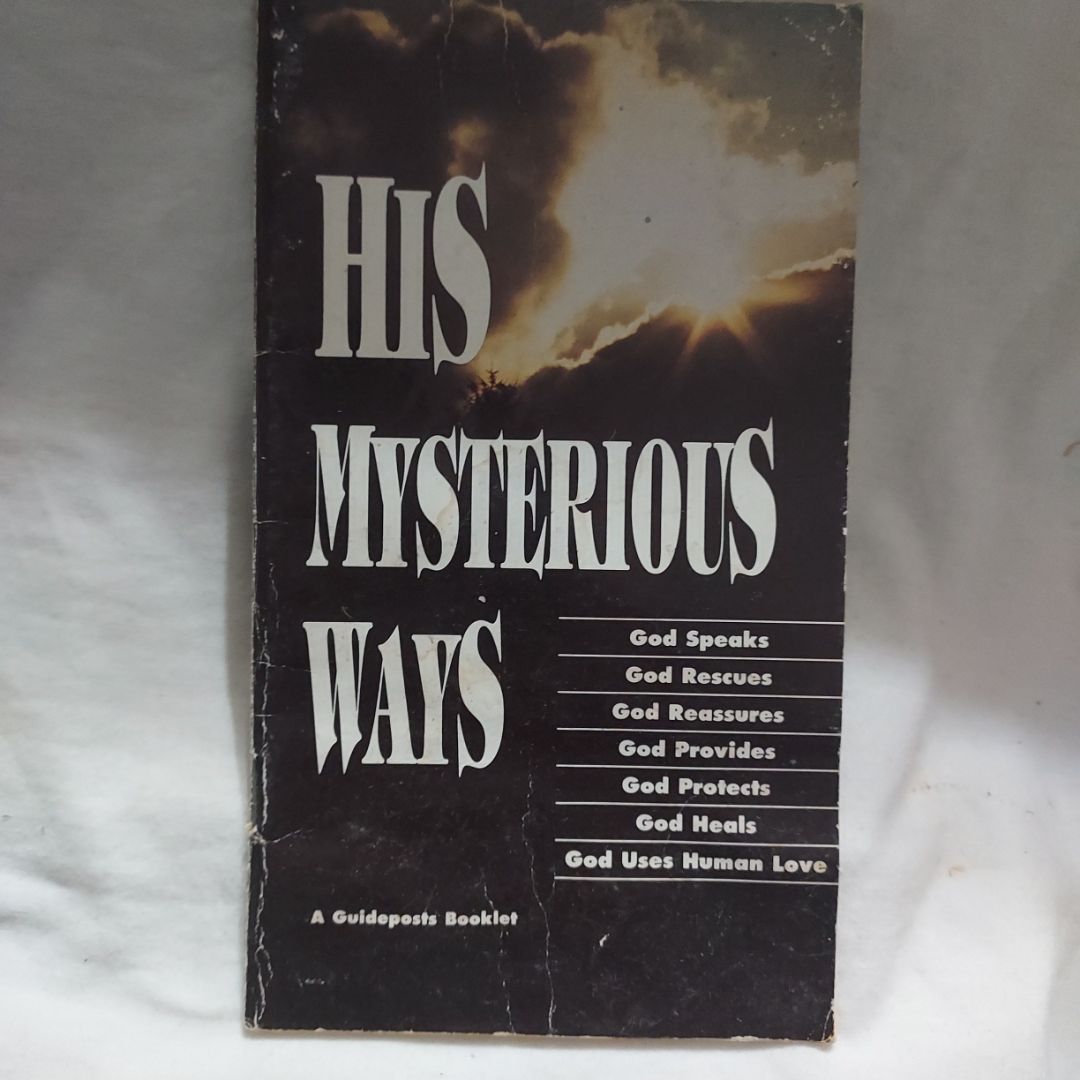 HIS
MYSTERIOUS
WAYS
God Speaks
God Rescues
God Reassures
God Provides
God Protects
God Heals
God Uses Human Love
A Guideposts Booklet